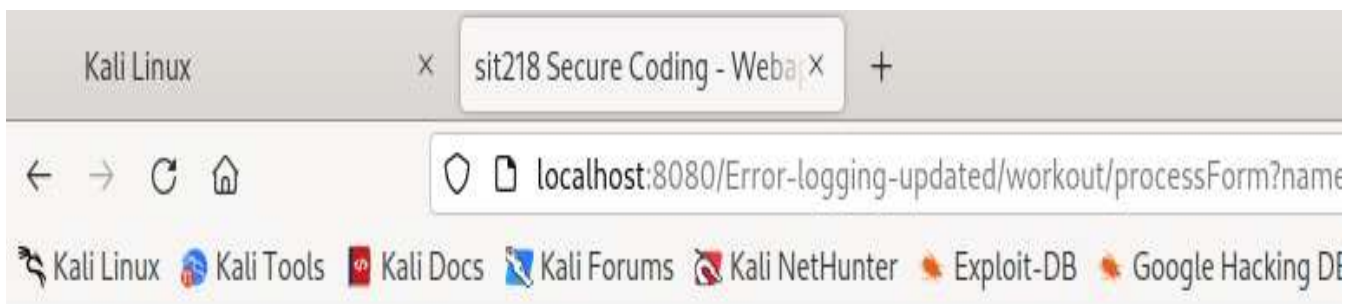 Kali Linux × sit218 Secure Coding - Weba × +
localhost:8080/Error-logging-updated/workout/processForm?name
Kali Linux Kali Tools Kali Docs Kali Forums Kali NetHunter Exploit-DB Google Hacking DB